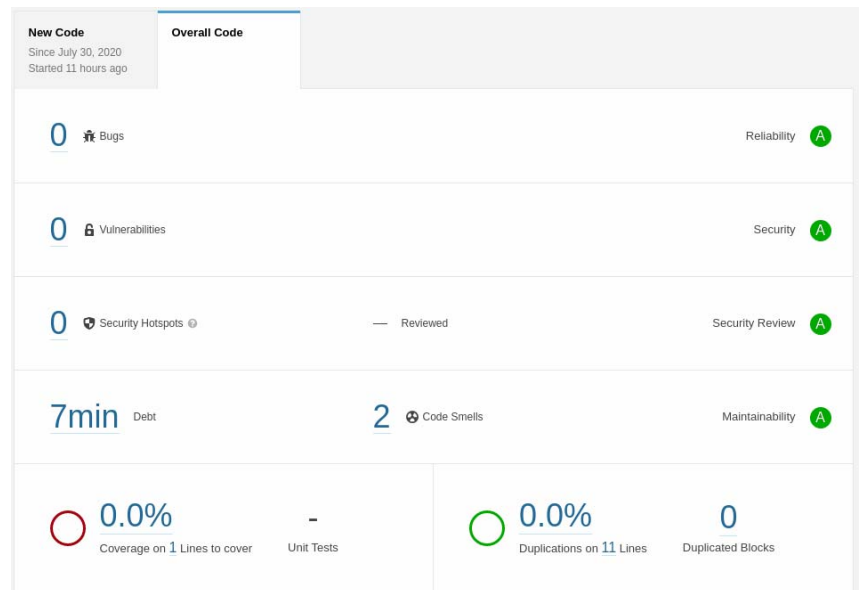 New Code
Since July 30, 2020
Started 11 hours ago
Overall Code
0 Bugs
Reliability A
0 Vulnerabilities
Security A
0 Security Hotspots ?
— Reviewed
Security Review A
7min Debt
2 Code Smells
Maintainability A
0.0%
Coverage on 1 Lines to cover
-
Unit Tests
0.0%
Duplications on 11 Lines
0
Duplicated Blocks